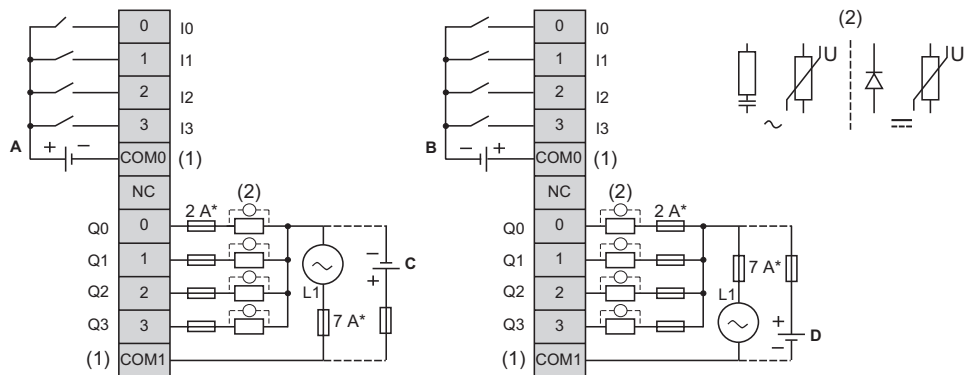 0 I0
1 I1
2 I2
3 I3
A + −
COM0 (1)
NC
(2)
2 A*
Q0 0
Q1 1
Q2 2
Q3 3
(1) COM1
L1
7 A*
− C
+
0 I0
1 I1
2 I2
3 I3
B − +
COM0 (1)
NC
(2)
2 A*
Q0 0
Q1 1
Q2 2
Q3 3
(1) COM1
7 A*
L1
+ D
−
(2)
U U